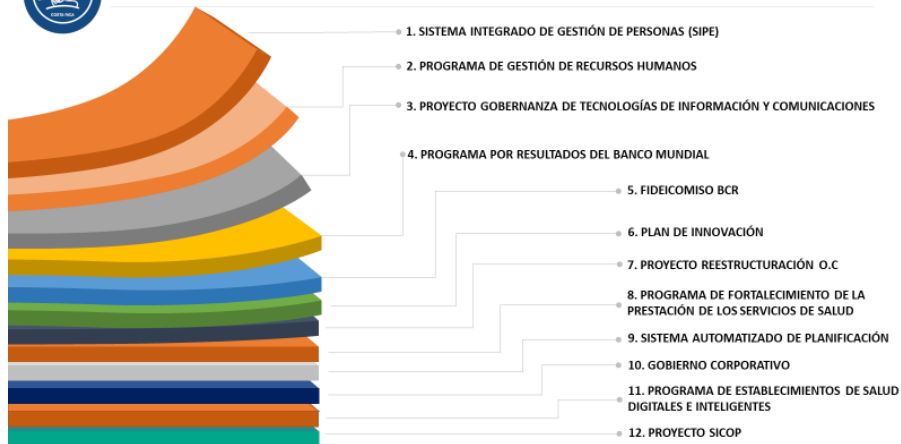 COSTA RICA
1. SISTEMA INTEGRADO DE GESTIÓN DE PERSONAS (SIPE)
2. PROGRAMA DE GESTIÓN DE RECURSOS HUMANOS
3. PROYECTO GOBERNANZA DE TECNOLOGÍAS DE INFORMACIÓN Y COMUNICACIONES
4. PROGRAMA POR RESULTADOS DEL BANCO MUNDIAL
5. FIDEICOMISO BCR
6. PLAN DE INNOVACIÓN
7. PROYECTO REESTRUCTURACIÓN O.C
8. PROGRAMA DE FORTALECIMIENTO DE LA
PRESTACIÓN DE LOS SERVICIOS DE SALUD
9. SISTEMA AUTOMATIZADO DE PLANIFICACIÓN
10. GOBIERNO CORPORATIVO
11. PROGRAMA DE ESTABLECIMIENTOS DE SALUD
DIGITALES E INTELIGENTES
12. PROYECTO SICOP